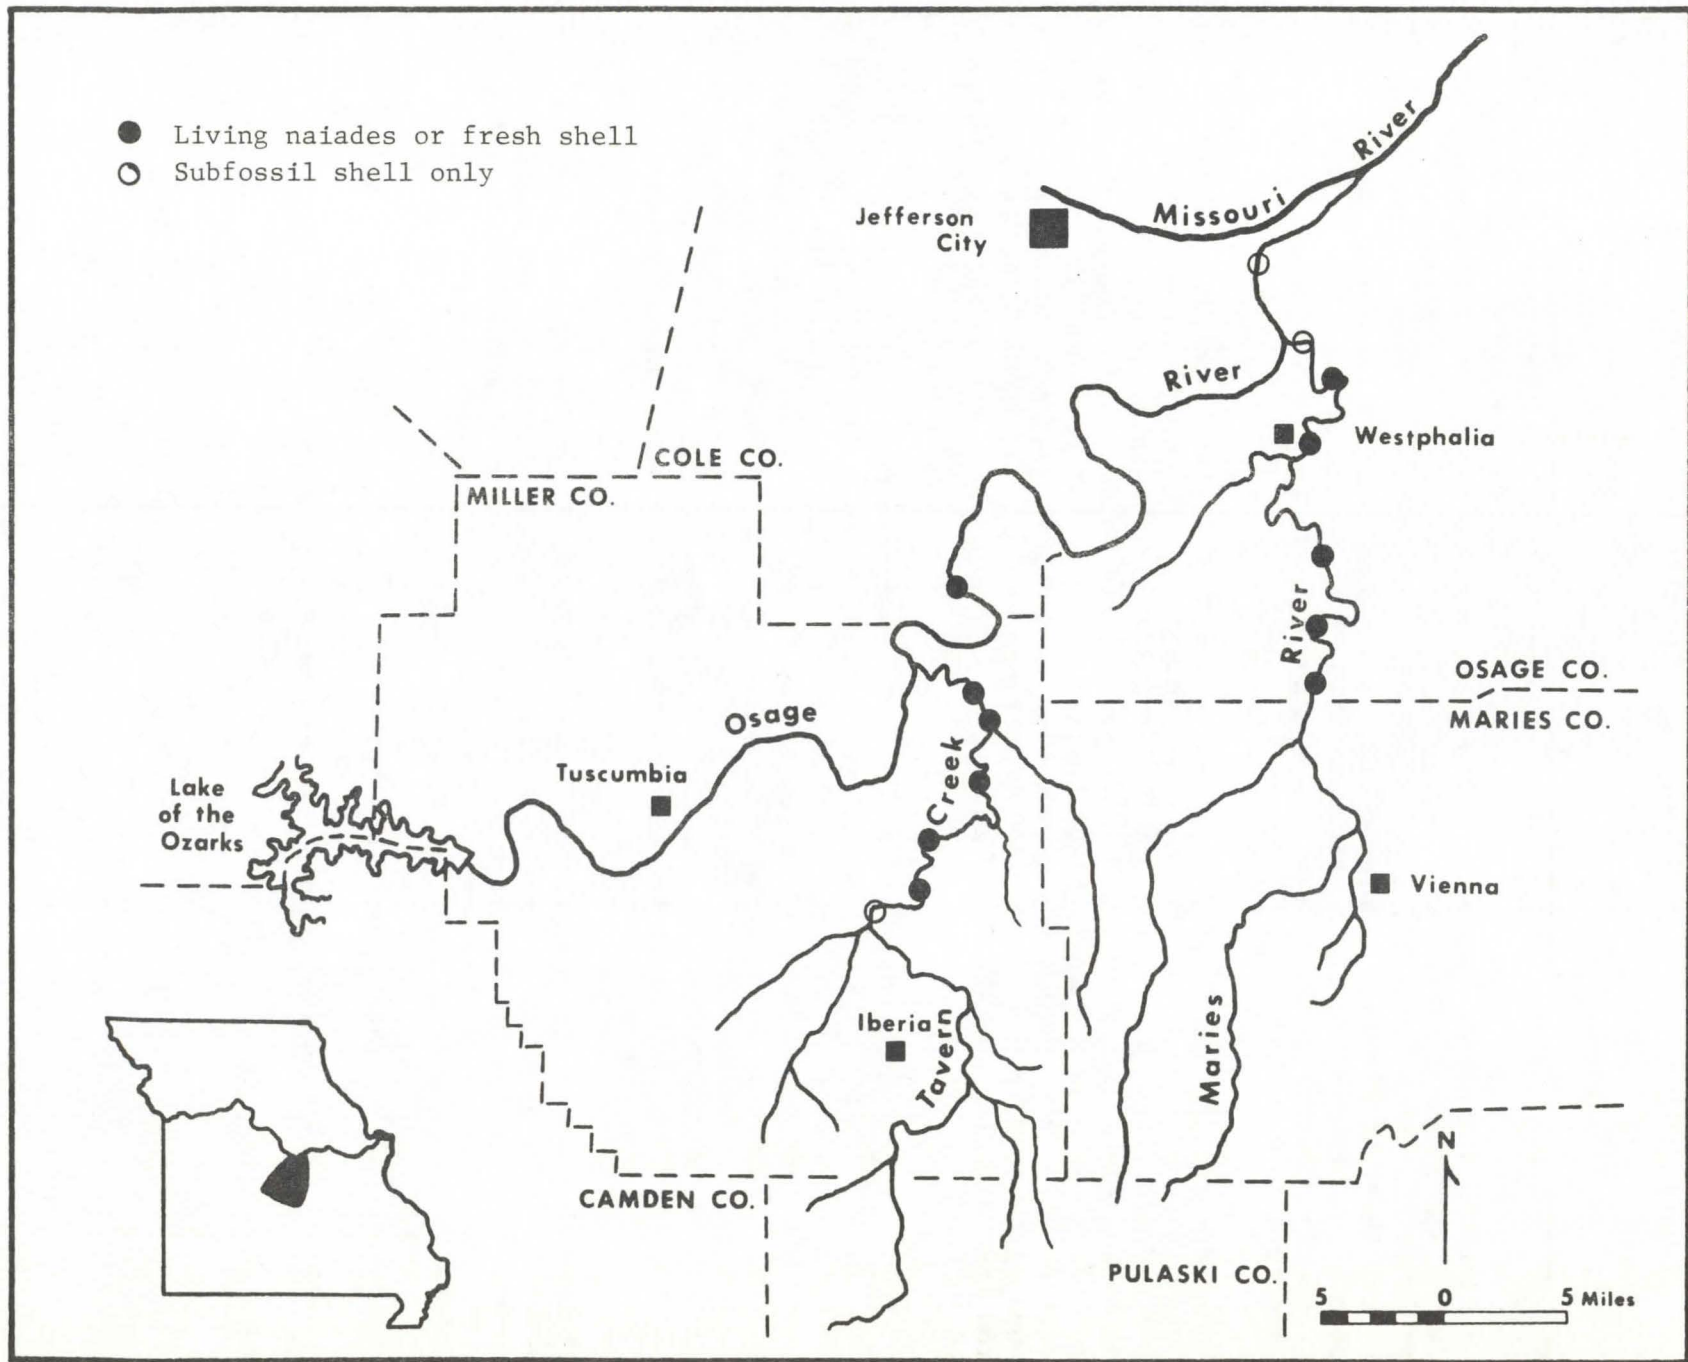 Living naiades or fresh shell
Subfossil shell only
Missouri River
Jefferson
City
River
Westphalia
COLE CO.
MILLER CO.
River
OSAGE CO.
MARIES CO.
Osage
Creek
Tuscumbia
Lake
of the
Ozarks
Vienna
Iberia
Tavern
Maries
N
CAMDEN CO.
PULASKI CO.
5 0 5 Miles